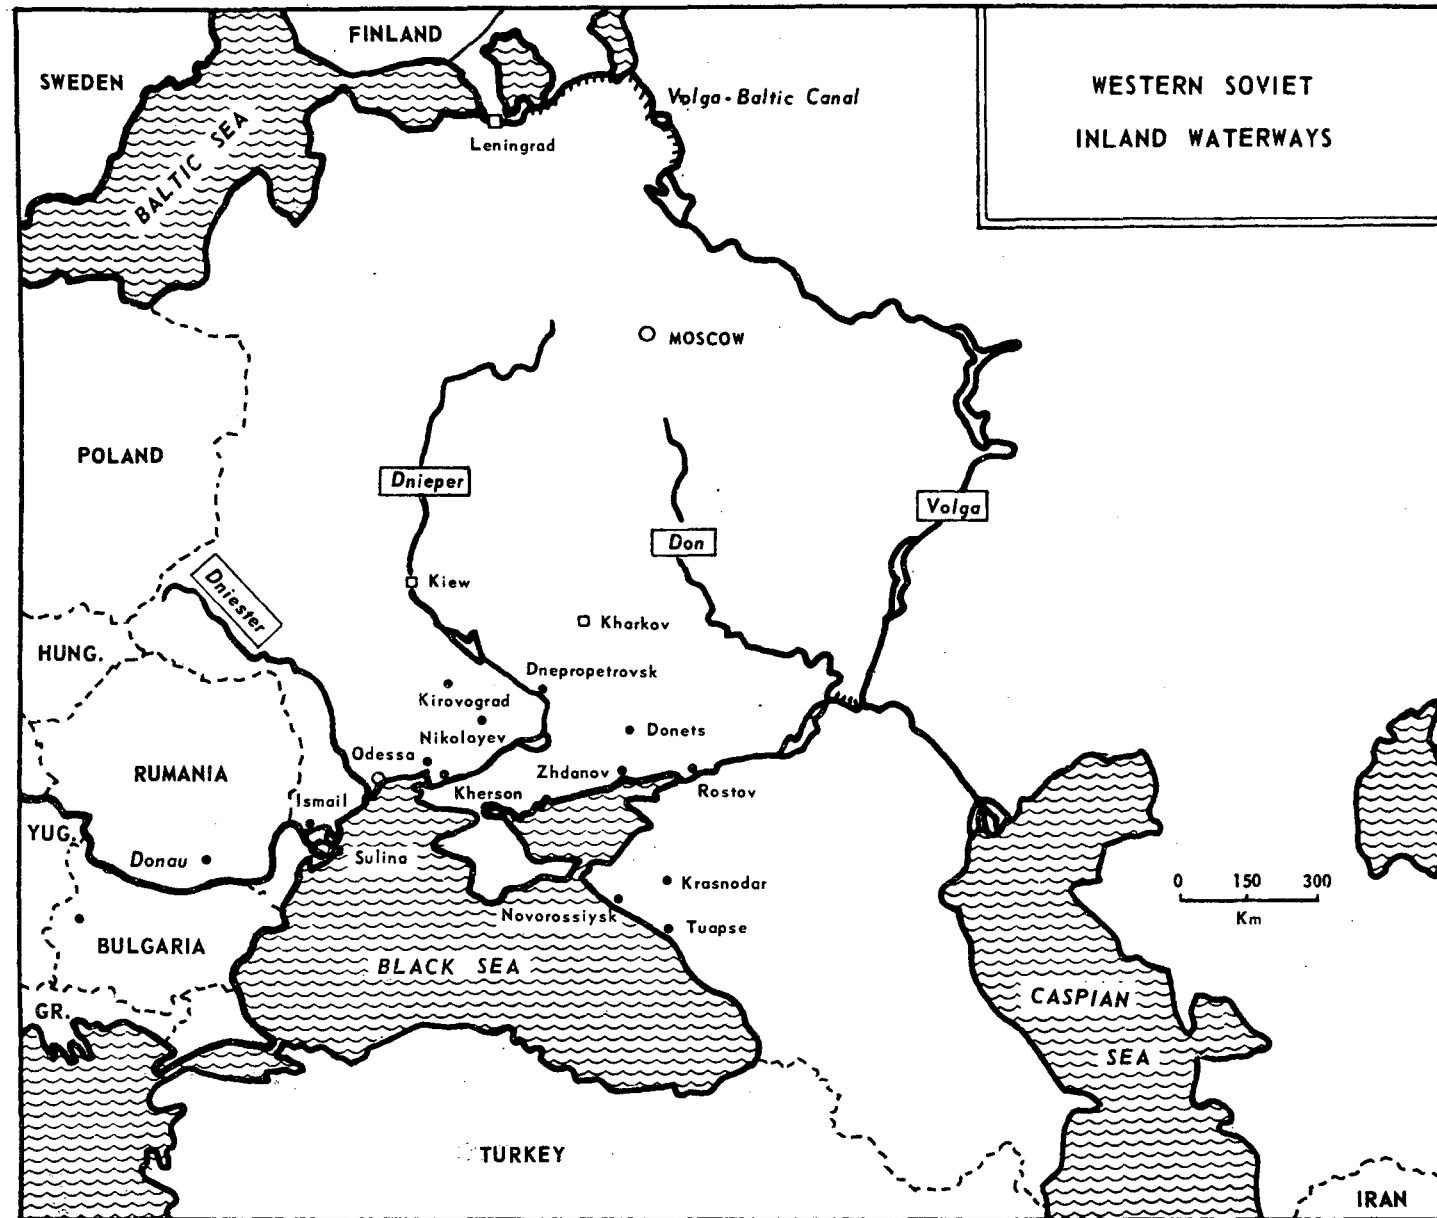 FINLAND
SWEDEN
WESTERN SOVIET
INLAND WATERWAYS
Volga-Baltic Canal
Leningrad
BALTIC SEA
MOSCOW
POLAND
Dnieper
Volga
Don
Dniester
Kiew
Kharkov
HUNG.
Dnepropetrovsk
Kirovograd
Donets
Nikolayev
Odessa
RUMANIA
Zhdanov
Kherson
Rostov
Ismail
YUG.
Donau
Sulina
Krasnodar
0 150 300
Km
Novorossiysk
Tuapse
BULGARIA
BLACK SEA
CASPIAN
SEA
GR.
TURKEY
IRAN